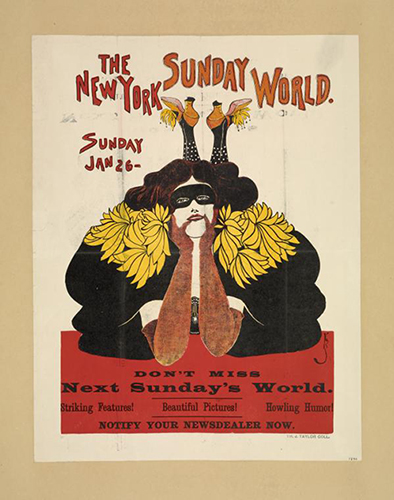 THE NEW YORK SUNDAY WORLD.
SUNDAY
JAN 26-
DON'T MISS
Next Sunday's World.
Striking Features! Beautiful Pictures! Howling Humor!
NOTIFY YOUR NEWSDEALER NOW.